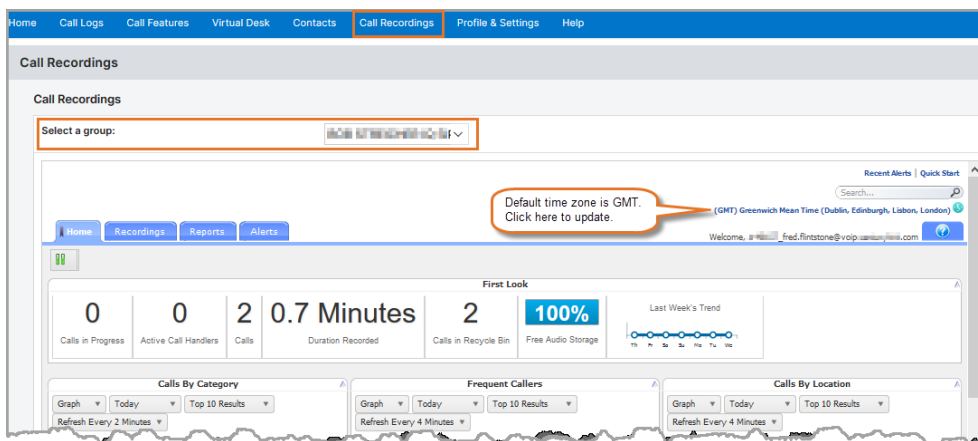 Home Call Logs Call Features Virtual Desk Contacts Call Recordings Profile & Settings Help
Call Recordings
Call Recordings
Select a group:
Recent Alerts | Quick Start
Search...
Default time zone is GMT.
Click here to update.
(GMT) Greenwich Mean Time (Dublin, Edinburgh, Lisbon, London)
Home Recordings Reports Alerts
Welcome, _fred.flintstone@voip .com
First Look
0 0 2 0.7 Minutes 2 100% Last Week's Trend
Calls in Progress Active Call Handlers Calls Duration Recorded Calls in Recycle Bin Free Audio Storage
Th Fr Sa Su Mo Tu We
Calls By Category Frequent Callers Calls By Location
Graph Today Top 10 Results Graph Today Top 10 Results Graph Today Top 10 Results
Refresh Every 2 Minutes Refresh Every 4 Minutes Refresh Every 4 Minutes